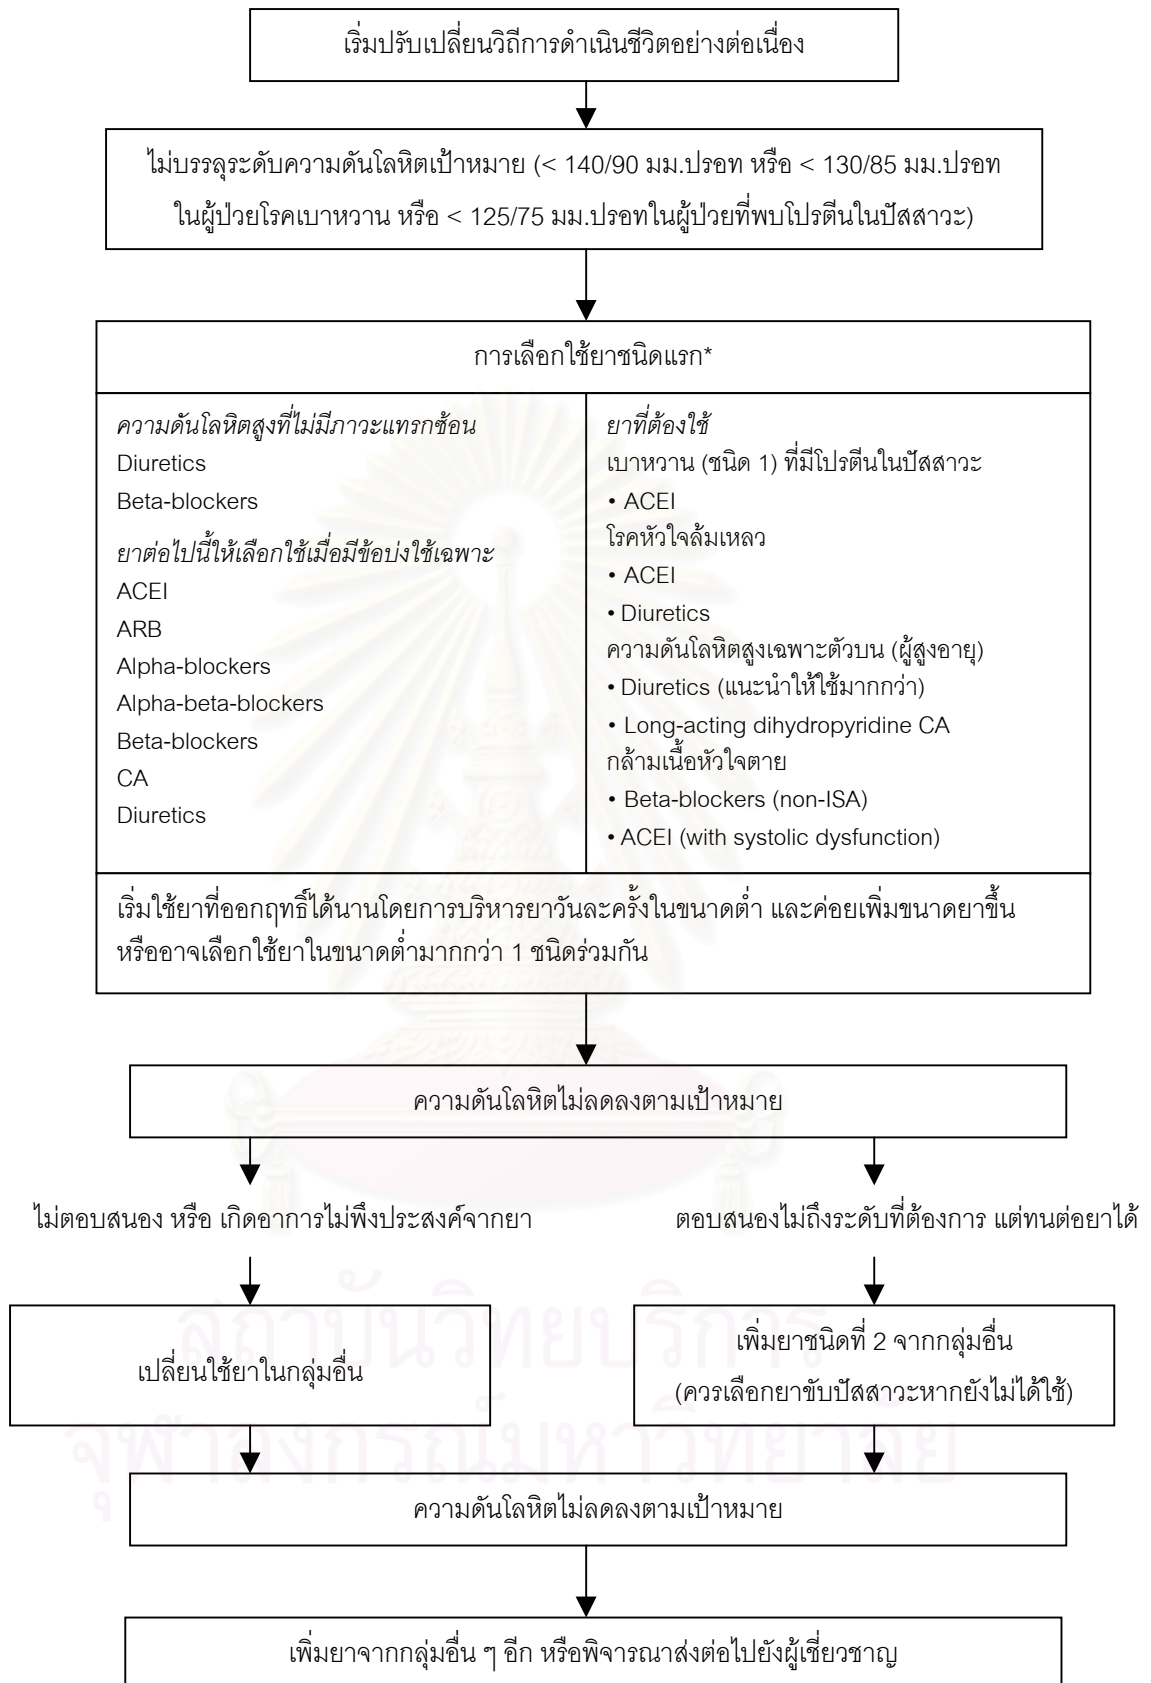 เริ่มปรับเปลี่ยนวิถีการดำเนินชีวิตอย่างต่อเนื่อง
ไม่บรรลุระดับความดันโลหิตเป้าหมาย (< 140/90 มม.ปรอท หรือ < 130/85 มม.ปรอท
ในผู้ป่วยโรคเบาหวาน หรือ < 125/75 มม.ปรอทในผู้ป่วยที่พบโปรตีนในปัสสาวะ)
การเลือกใช้ยาชนิดแรก*
ความดันโลหิตสูงที่ไม่มีภาวะแทรกซ้อน
Diuretics
Beta-blockers
ยาต่อไปนี้ให้เลือกใช้เมื่อมีข้อบ่งใช้เฉพาะ
ACEI
ARB
Alpha-blockers
Alpha-beta-blockers
Beta-blockers
CA
Diuretics
ยาที่ต้องใช้
เบาหวาน (ชนิด 1) ที่มีโปรตีนในปัสสาวะ
• ACEI
โรคหัวใจล้มเหลว
• ACEI
• Diuretics
ความดันโลหิตสูงเฉพาะตัวบน (ผู้สูงอายุ)
• Diuretics (แนะนำให้ใช้มากกว่า)
• Long-acting dihydropyridine CA
กล้ามเนื้อหัวใจตาย
• Beta-blockers (non-ISA)
• ACEI (with systolic dysfunction)
เริ่มใช้ยาที่ออกฤทธิ์ได้นานโดยการบริหารยาวันละครั้งในขนาดต่ำ และค่อยเพิ่มขนาดยาขึ้น
หรืออาจเลือกใช้ยาในขนาดต่ำมากกว่า 1 ชนิดร่วมกัน
ความดันโลหิตไม่ลดลงตามเป้าหมาย
ไม่ตอบสนอง หรือ เกิดอาการไม่พึงประสงค์จากยา
ตอบสนองไม่ถึงระดับที่ต้องการ แต่ทนต่อยาได้
เปลี่ยนใช้ยาในกลุ่มอื่น
เพิ่มยาชนิดที่ 2 จากกลุ่มอื่น
(ควรเลือกยาขับปัสสาวะหากยังไม่ได้ใช้)
ความดันโลหิตไม่ลดลงตามเป้าหมาย
เพิ่มยาจากกลุ่มอื่น ๆ อีก หรือพิจารณาส่งต่อไปยังผู้เชี่ยวชาญ
สถาบันวิทยบริการ
จุฬาลงกรณ์มหาวิทยาลัย